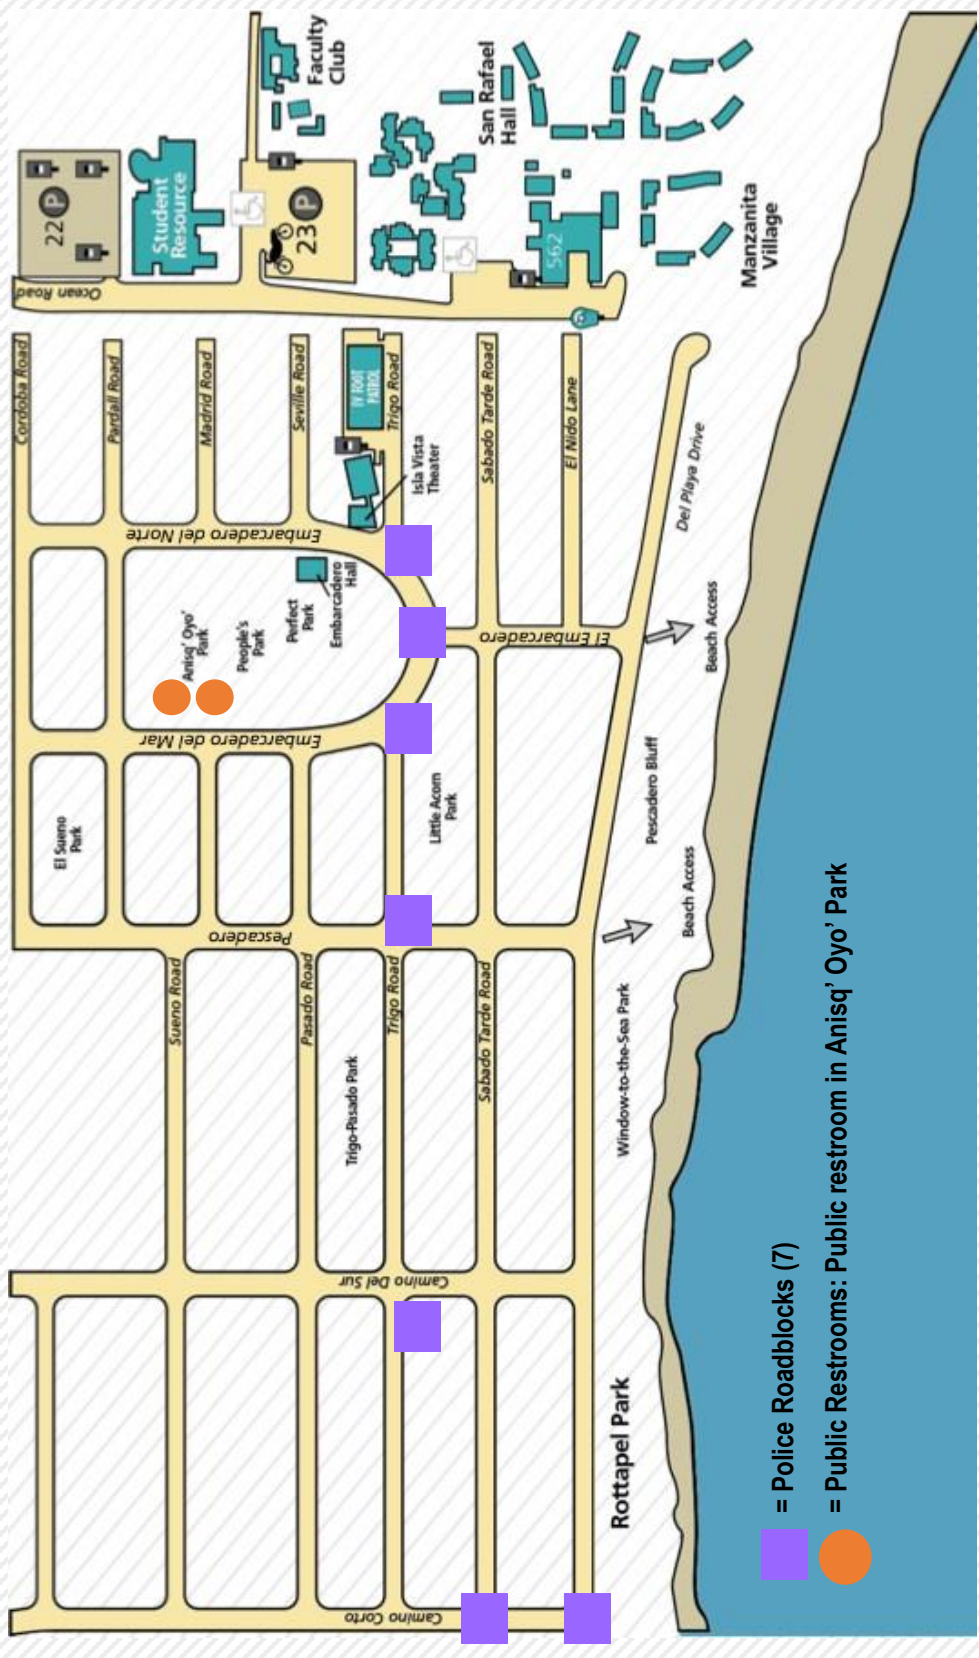 22 P
Student
Resource
Faculty
Club
23 P
San Rafael
Hall
562
Manzanita
Village
Ocean Road
Cordoba Road
Pardall Road
Madrid Road
Seville Road
IV FOOT
PATROL
Trigo Road
Sabado Tarde Road
El Nido Lane
Del Playa Drive
Isla Vista
Theater
Embarcadero del Norte
Embarcadero
Hall
Perfect
Park
People's
Park
Anisq' Oyo'
Park
El Embarcadero
Beach Access
Embarcadero del Mar
El Sueno
Park
Little Acorn
Park
Pescadero Bluff
Beach Access
Pescadero
Sueno Road
Pasado Road
Trigo Road
Sabado Tarde Road
Window-to-the-Sea Park
Trigo-Pasado Park
Camino Del Sur
Rottapel Park
Camino Corto
= Police Roadblocks (7)
= Public Restrooms: Public restroom in Anisq' Oyo' Park